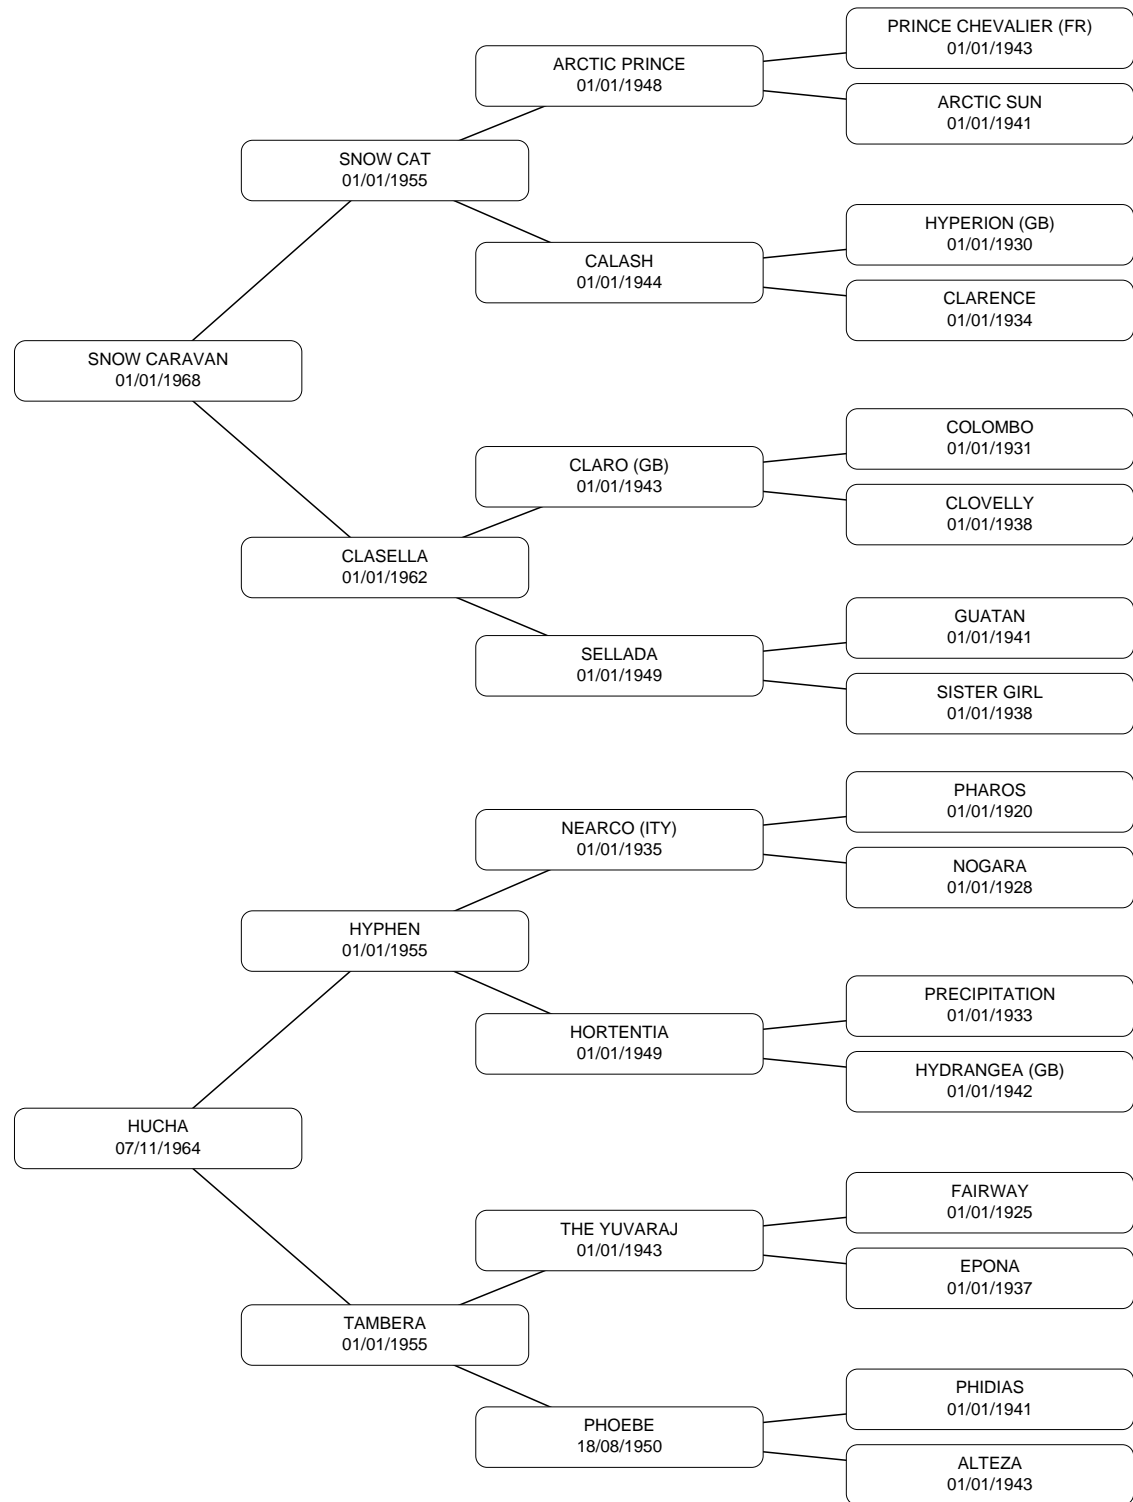 PRINCE CHEVALIER (FR)
01/01/1943
ARCTIC PRINCE
01/01/1948
ARCTIC SUN
01/01/1941
SNOW CAT
01/01/1955
HYPERION (GB)
01/01/1930
CALASH
01/01/1944
CLARENCE
01/01/1934
SNOW CARAVAN
01/01/1968
COLOMBO
01/01/1931
CLARO (GB)
01/01/1943
CLOVELLY
01/01/1938
CLASELLA
01/01/1962
GUATAN
01/01/1941
SELLADA
01/01/1949
SISTER GIRL
01/01/1938
PHAROS
01/01/1920
NEARCO (ITY)
01/01/1935
NOGARA
01/01/1928
HYPHEN
01/01/1955
PRECIPITATION
01/01/1933
HORTENTIA
01/01/1949
HYDRANGEA (GB)
01/01/1942
HUCHA
07/11/1964
FAIRWAY
01/01/1925
THE YUVARAJ
01/01/1943
EPONA
01/01/1937
TAMBERA
01/01/1955
PHIDIAS
01/01/1941
PHOEBE
18/08/1950
ALTEZA
01/01/1943